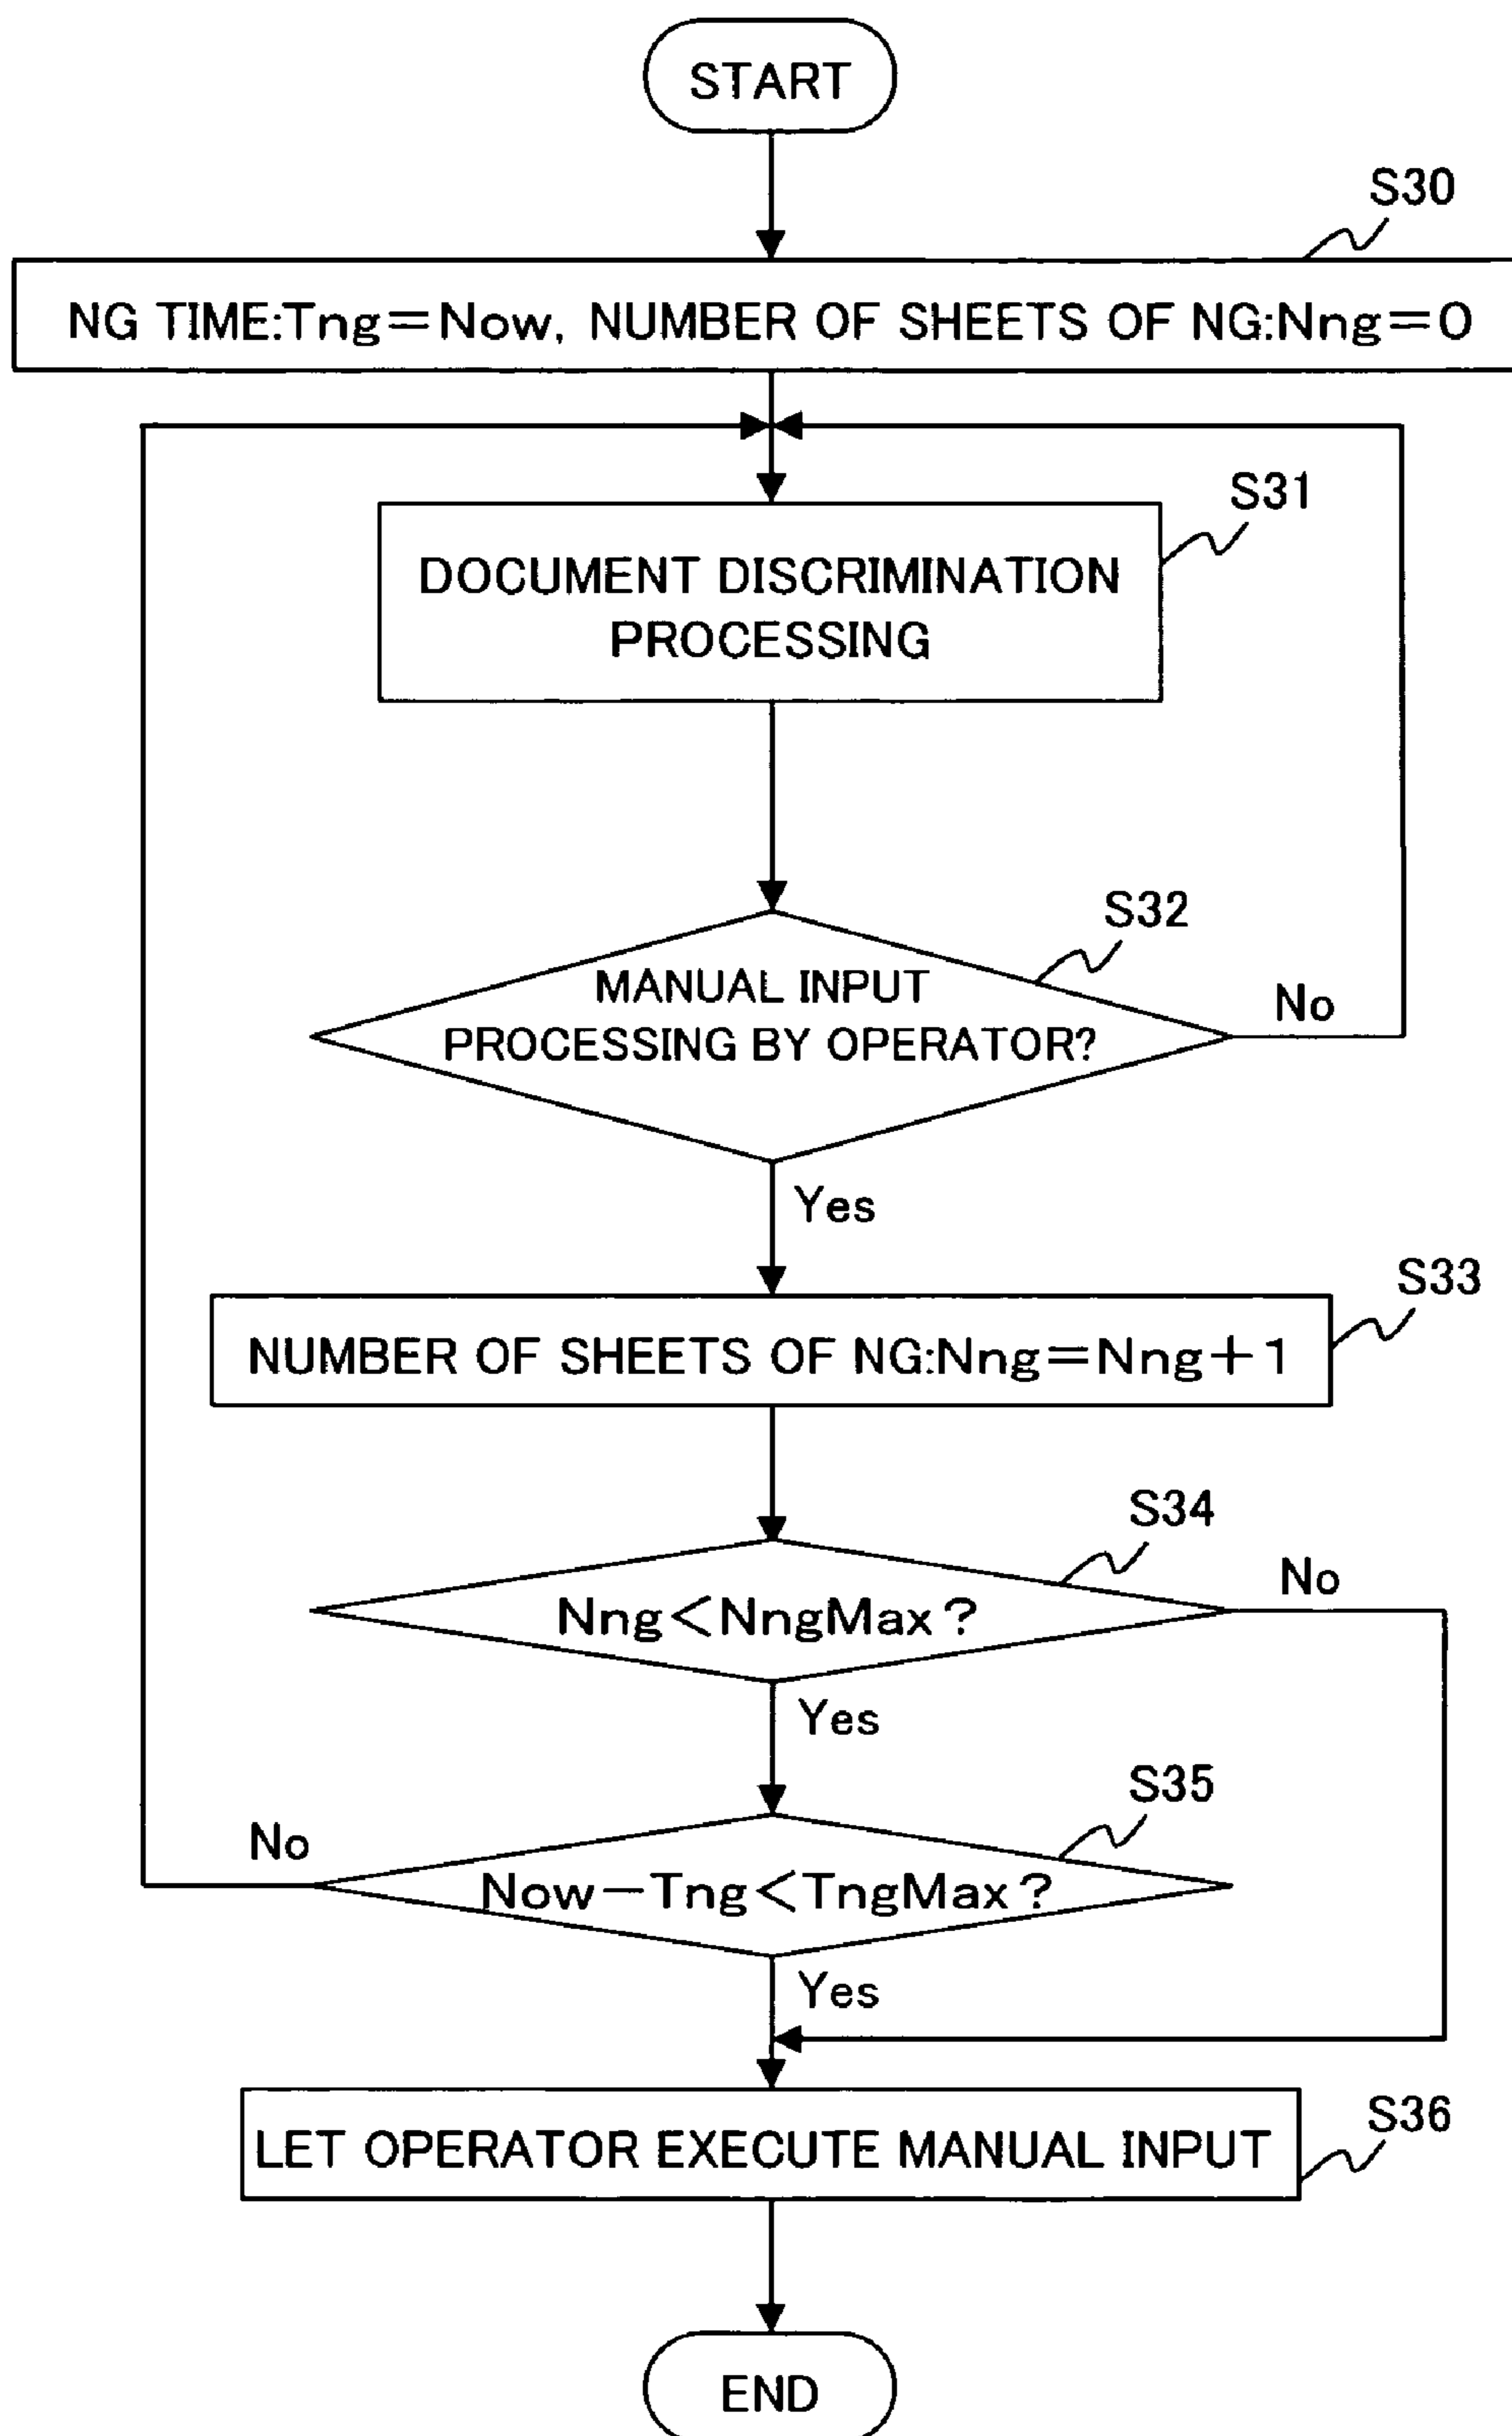 START
S30
NG TIME:Tng=Now, NUMBER OF SHEETS OF NG:Nng=0
S31
DOCUMENT DISCRIMINATION
PROCESSING
S32
MANUAL INPUT
PROCESSING BY OPERATOR?
No
Yes
S33
NUMBER OF SHEETS OF NG:Nng=Nng+1
S34
No
Nng<NngMax?
Yes
S35
No
Now-Tng<TngMax?
Yes
S36
LET OPERATOR EXECUTE MANUAL INPUT
END